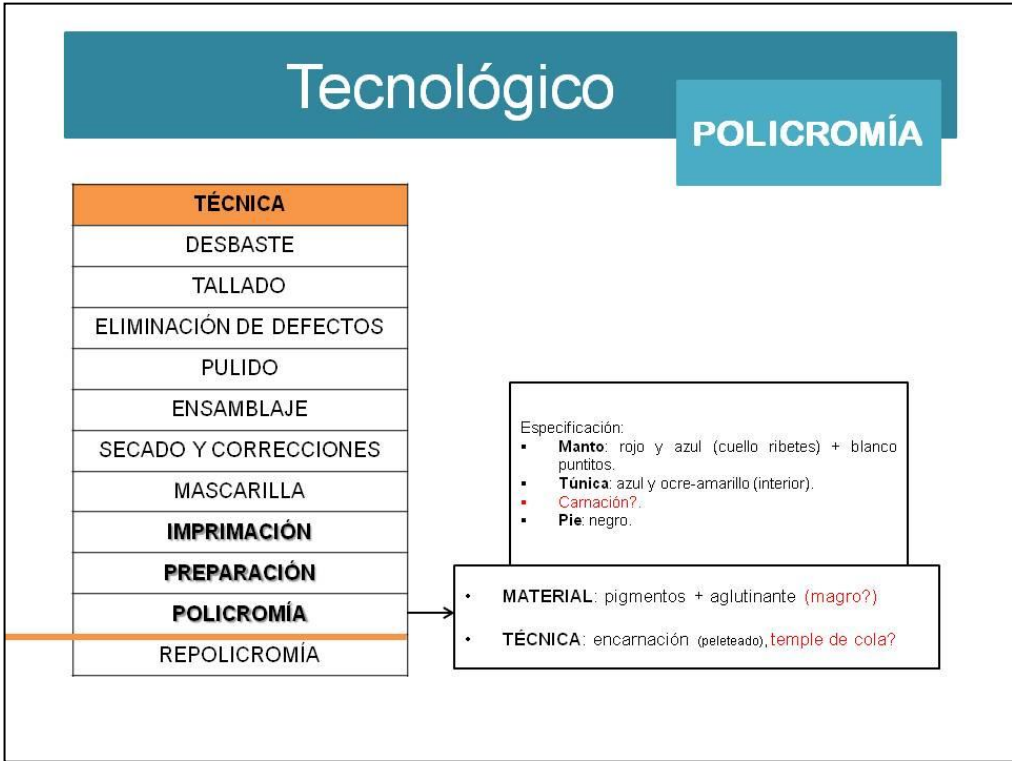 Tecnológico
POLICROMÍA
TÉCNICA
DESBASTE
TALLADO
ELIMINACIÓN DE DEFECTOS
PULIDO
ENSAMBLAJE
SECADO Y CORRECCIONES
MASCARILLA
IMPRIMACIÓN
PREPARACIÓN
POLICROMÍA
REPOLICROMÍA
Especificación:
▪ Manto: rojo y azul (cuello ribetes) + blanco
puntitos.
▪ Túnica: azul y ocre-amarillo (interior).
▪ Carnación?.
▪ Pie: negro.
• MATERIAL: pigmentos + aglutinante (magro?)
• TÉCNICA: encarnación (peleteado), temple de cola?